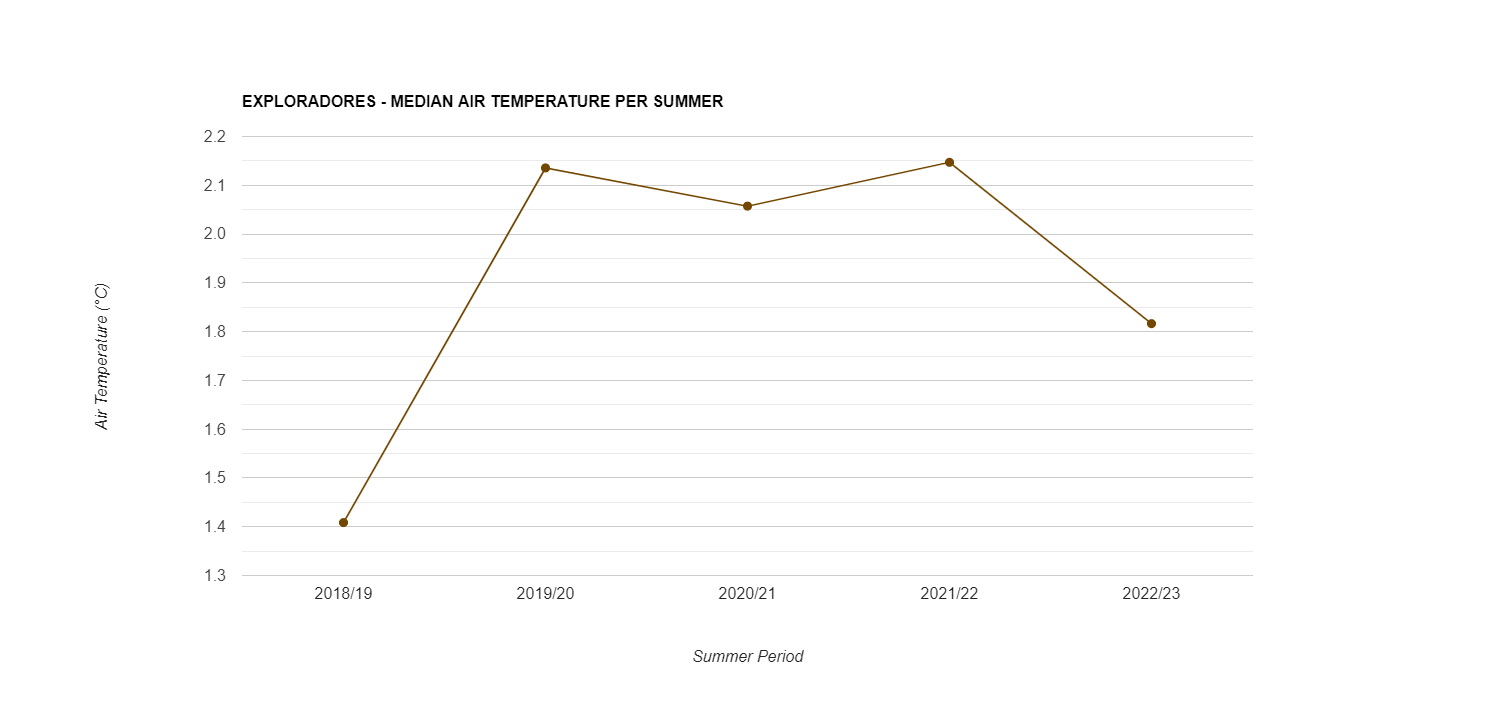 EXPLORADORES - MEDIAN AIR TEMPERATURE PER SUMMER
2.2
2.1
2.0
1.9
1.8
1.7
1.6
1.5
1.4
1.3
Air Temperature (°C)
2018/19 2019/20 2020/21 2021/22 2022/23
Summer Period